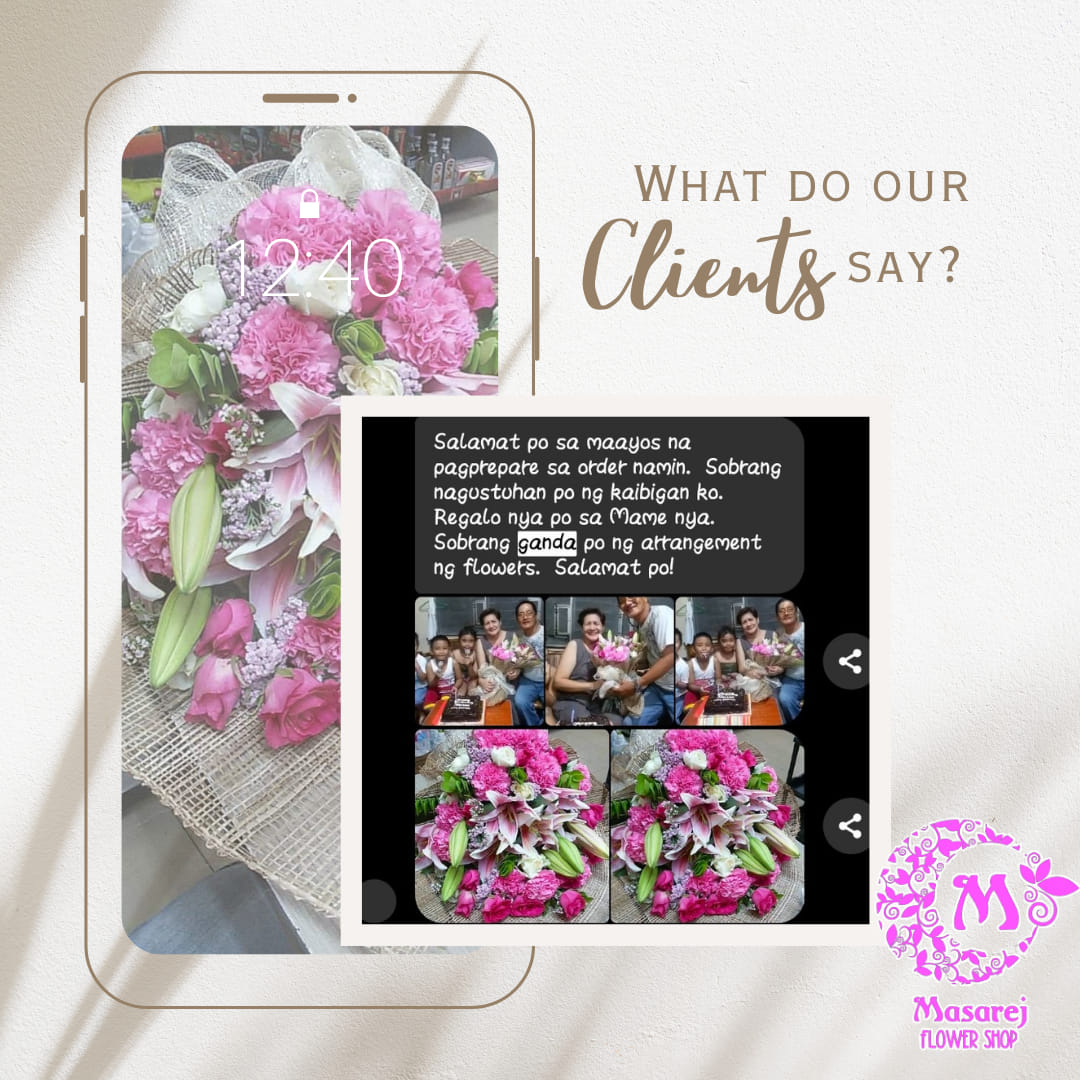 WHAT DO OUR
Clients SAY?
12:40
Salamat po sa maayos na
pagprepare sa order namin. Sobrang
nagustuhan po ng kaibigan ko.
Regalo nya po sa Mame nya.
Sobrang ganda po ng arrangement
ng flowers. Salamat po!
M
Masarej
FLOWER SHOP